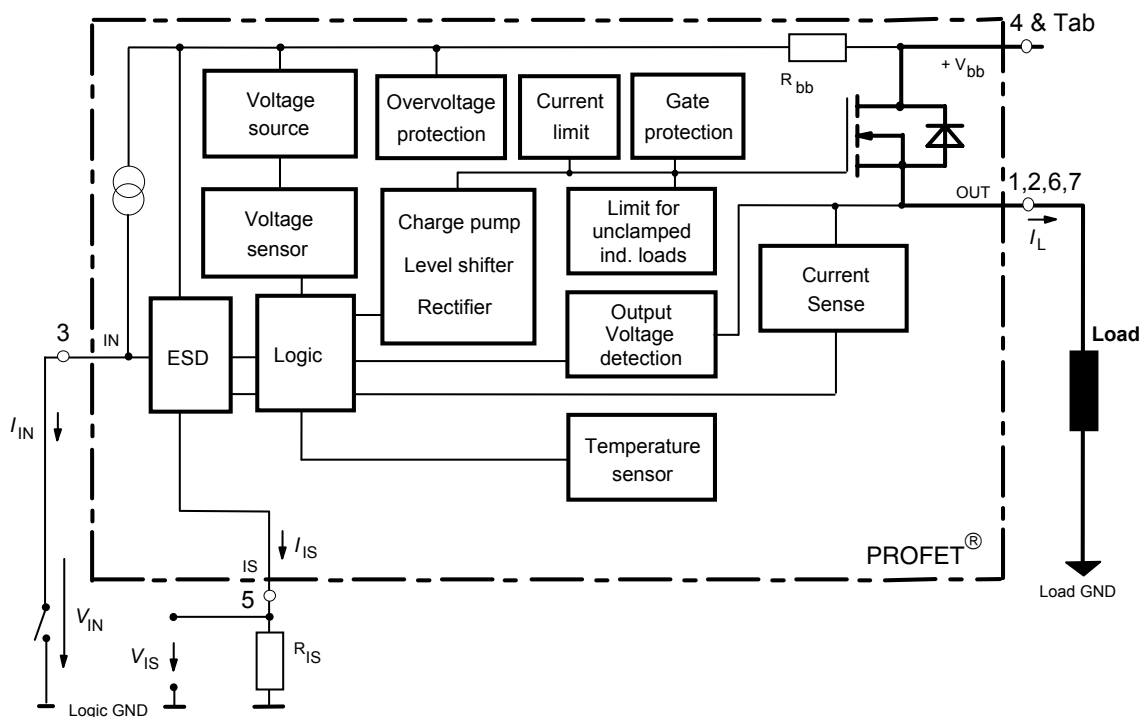 4 & Tab
R bb
+ V bb
Voltage
source
Overvoltage
protection
Current
limit
Gate
protection
Voltage
sensor
Charge pump
Level shifter
Rectifier
Limit for
unclamped
ind. loads
OUT
1,2,6,7
I L
Current
Sense
Output
Voltage
detection
3
IN
ESD
Logic
Load
I IN
Temperature
sensor
I IS
IS
PROFET ®
Load GND
5
V IN
V IS
R IS
Logic GND